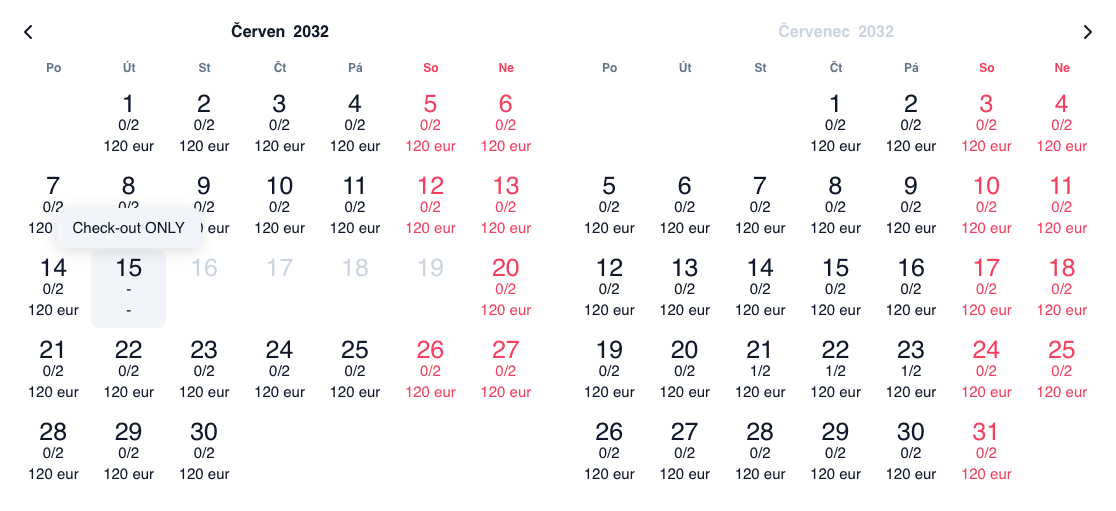 Červen 2032
Po Út St Čt Pá So Ne
1 2 3 4 5 6
0/2 0/2 0/2 0/2 0/2 0/2
120 eur 120 eur 120 eur 120 eur 120 eur 120 eur
7 8 9 10 11 12 13
0/2 0/2 0/2 0/2 0/2 0/2 0/2
120 Check-out ONLY eur 120 eur 120 eur 120 eur 120 eur
14 15 16 17 18 19 20
0/2 - 0/2
120 eur - 120 eur
21 22 23 24 25 26 27
0/2 0/2 0/2 0/2 0/2 0/2 0/2
120 eur 120 eur 120 eur 120 eur 120 eur 120 eur 120 eur
28 29 30
0/2 0/2 0/2
120 eur 120 eur 120 eur
Červenec 2032
Po Út St Čt Pá So Ne
1 2 3 4
0/2 0/2 0/2 0/2
120 eur 120 eur 120 eur 120 eur
5 6 7 8 9 10 11
0/2 0/2 0/2 0/2 0/2 0/2 0/2
120 eur 120 eur 120 eur 120 eur 120 eur 120 eur 120 eur
12 13 14 15 16 17 18
0/2 0/2 0/2 0/2 0/2 0/2 0/2
120 eur 120 eur 120 eur 120 eur 120 eur 120 eur 120 eur
19 20 21 22 23 24 25
0/2 0/2 1/2 1/2 1/2 0/2 0/2
120 eur 120 eur 120 eur 120 eur 120 eur 120 eur 120 eur
26 27 28 29 30 31
0/2 0/2 0/2 0/2 0/2 0/2
120 eur 120 eur 120 eur 120 eur 120 eur 120 eur